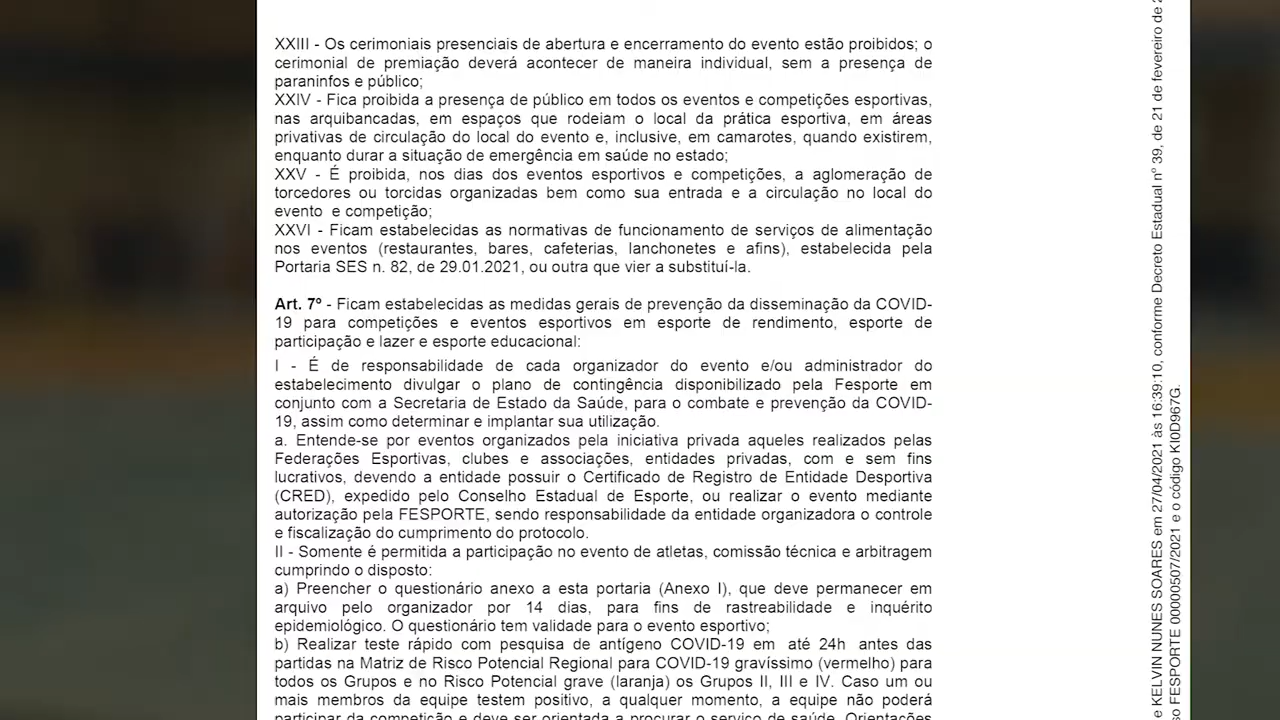 XXIII - Os cerimoniais presenciais de abertura e encerramento do evento estão proibidos; o
cerimonial de premiação deverá acontecer de maneira individual, sem a presença de
paraninfos e público;
XXIV - Fica proibida a presença de público em todos os eventos e competições esportivas,
nas arquibancadas, em espaços que rodeiam o local da prática esportiva, em áreas
privativas de circulação do local do evento e, inclusive, em camarotes, quando existirem,
enquanto durar a situação de emergência em saúde no estado;
XXV - É proibida, nos dias dos eventos esportivos e competições, a aglomeração de
torcedores ou torcidas organizadas bem como sua entrada e a circulação no local do
evento e competição;
XXVI - Ficam estabelecidas as normativas de funcionamento de serviços de alimentação
nos eventos (restaurantes, bares, cafeterias, lanchonetes e afins), estabelecida pela
Portaria SES n. 82, de 29.01.2021, ou outra que vier a substituí-la.
Art. 7º - Ficam estabelecidas as medidas gerais de prevenção da disseminação da COVID-
19 para competições e eventos esportivos em esporte de rendimento, esporte de
participação e lazer e esporte educacional:
I - É de responsabilidade de cada organizador do evento e/ou administrador do
estabelecimento divulgar o plano de contingência disponibilizado pela Fesporte em
conjunto com a Secretaria de Estado da Saúde, para o combate e prevenção da COVID-
19, assim como determinar e implantar sua utilização.
a. Entende-se por eventos organizados pela iniciativa privada aqueles realizados pelas
Federações Esportivas, clubes e associações, entidades privadas, com e sem fins
lucrativos, devendo a entidade possuir o Certificado de Registro de Entidade Desportiva
(CRED), expedido pelo Conselho Estadual de Esporte, ou realizar o evento mediante
autorização pela FESPORTE, sendo responsabilidade da entidade organizadora o controle
e fiscalização do cumprimento do protocolo.
II - Somente é permitida a participação no evento de atletas, comissão técnica e arbitragem
cumprindo o disposto:
a) Preencher o questionário anexo a esta portaria (Anexo I), que deve permanecer em
arquivo pelo organizador por 14 dias, para fins de rastreabilidade e inquérito
epidemiológico. O questionário tem validade para o evento esportivo;
b) Realizar teste rápido com pesquisa de antígeno COVID-19 em até 24h antes das
partidas na Matriz de Risco Potencial Regional para COVID-19 gravíssimo (vermelho) para
todos os Grupos e no Risco Potencial grave (laranja) os Grupos II, III e IV. Caso um ou
mais membros da equipe testem positivo, a qualquer momento, a equipe não poderá
participar da competição e deve ser orientada a procurar o serviço de saúde. Orientações
e KELVIN NUNES SOARES em 27/04/2021 às 16:39:10, conforme Decreto Estadual nº 39, de 21 de fevereiro de
FESPORTE 00000507/2021 e o código KI0D967G.